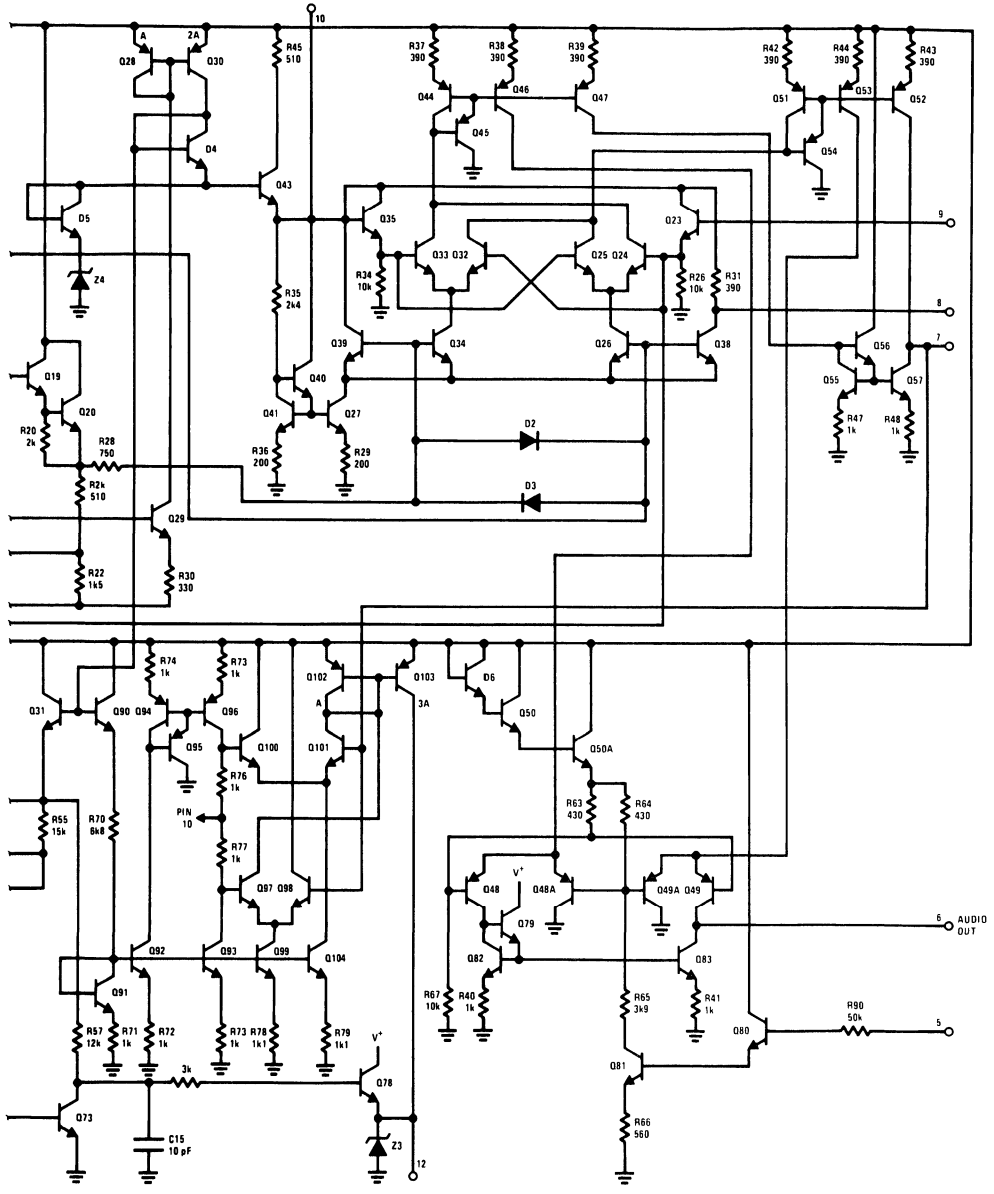 10
A
2A
Q28
Q30
R45
510
R37
390
R38
390
R39
390
R42
390
R44
390
R43
390
Q44
Q46
Q47
Q45
Q51
Q53
Q52
Q54
D4
Q43
D5
Z4
Q35
Q33
Q32
Q25
Q24
Q23
9
R34
10k
R26
10k
R31
390
R35
2k4
8
7
Q39
Q34
Q26
Q38
Q56
Q55
Q57
R47
1k
R48
1k
Q19
Q20
R20
2k
R28
750
R2k
510
Q40
Q41
Q27
R36
200
R29
200
D2
D3
Q29
R22
1k5
R30
330
R74
1k
R73
1k
Q102
Q103
A
3A
D6
Q50
Q50A
Q31
Q90
Q94
Q96
Q95
Q100
Q101
R76
1k
PIN
10
R77
1k
R55
15k
R70
6k8
R63
430
R64
430
Q97
Q98
Q48
V+
Q48A
Q49A
Q49
Q79
6
AUDIO
OUT
Q92
Q93
Q99
Q104
Q82
Q83
Q91
R67
10k
R40
1k
R41
1k
R65
3k9
R90
50k
5
Q80
R57
12k
R71
1k
R72
1k
R73
1k
R78
1k1
R79
1k1
V+
Q81
3k
Q78
Q73
C15
10 pF
Z3
12
R66
560